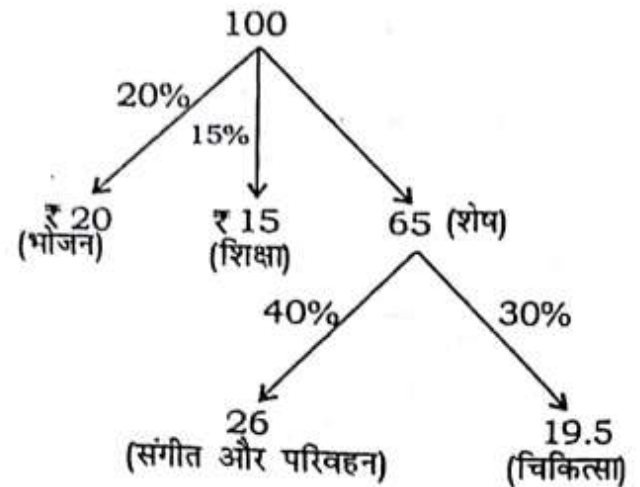 100
20%
15%
₹ 20
(भोजन)
₹ 15
(शिक्षा)
65 (शेष)
40%
30%
26
(संगीत और परिवहन)
19.5
(चिकित्सा)